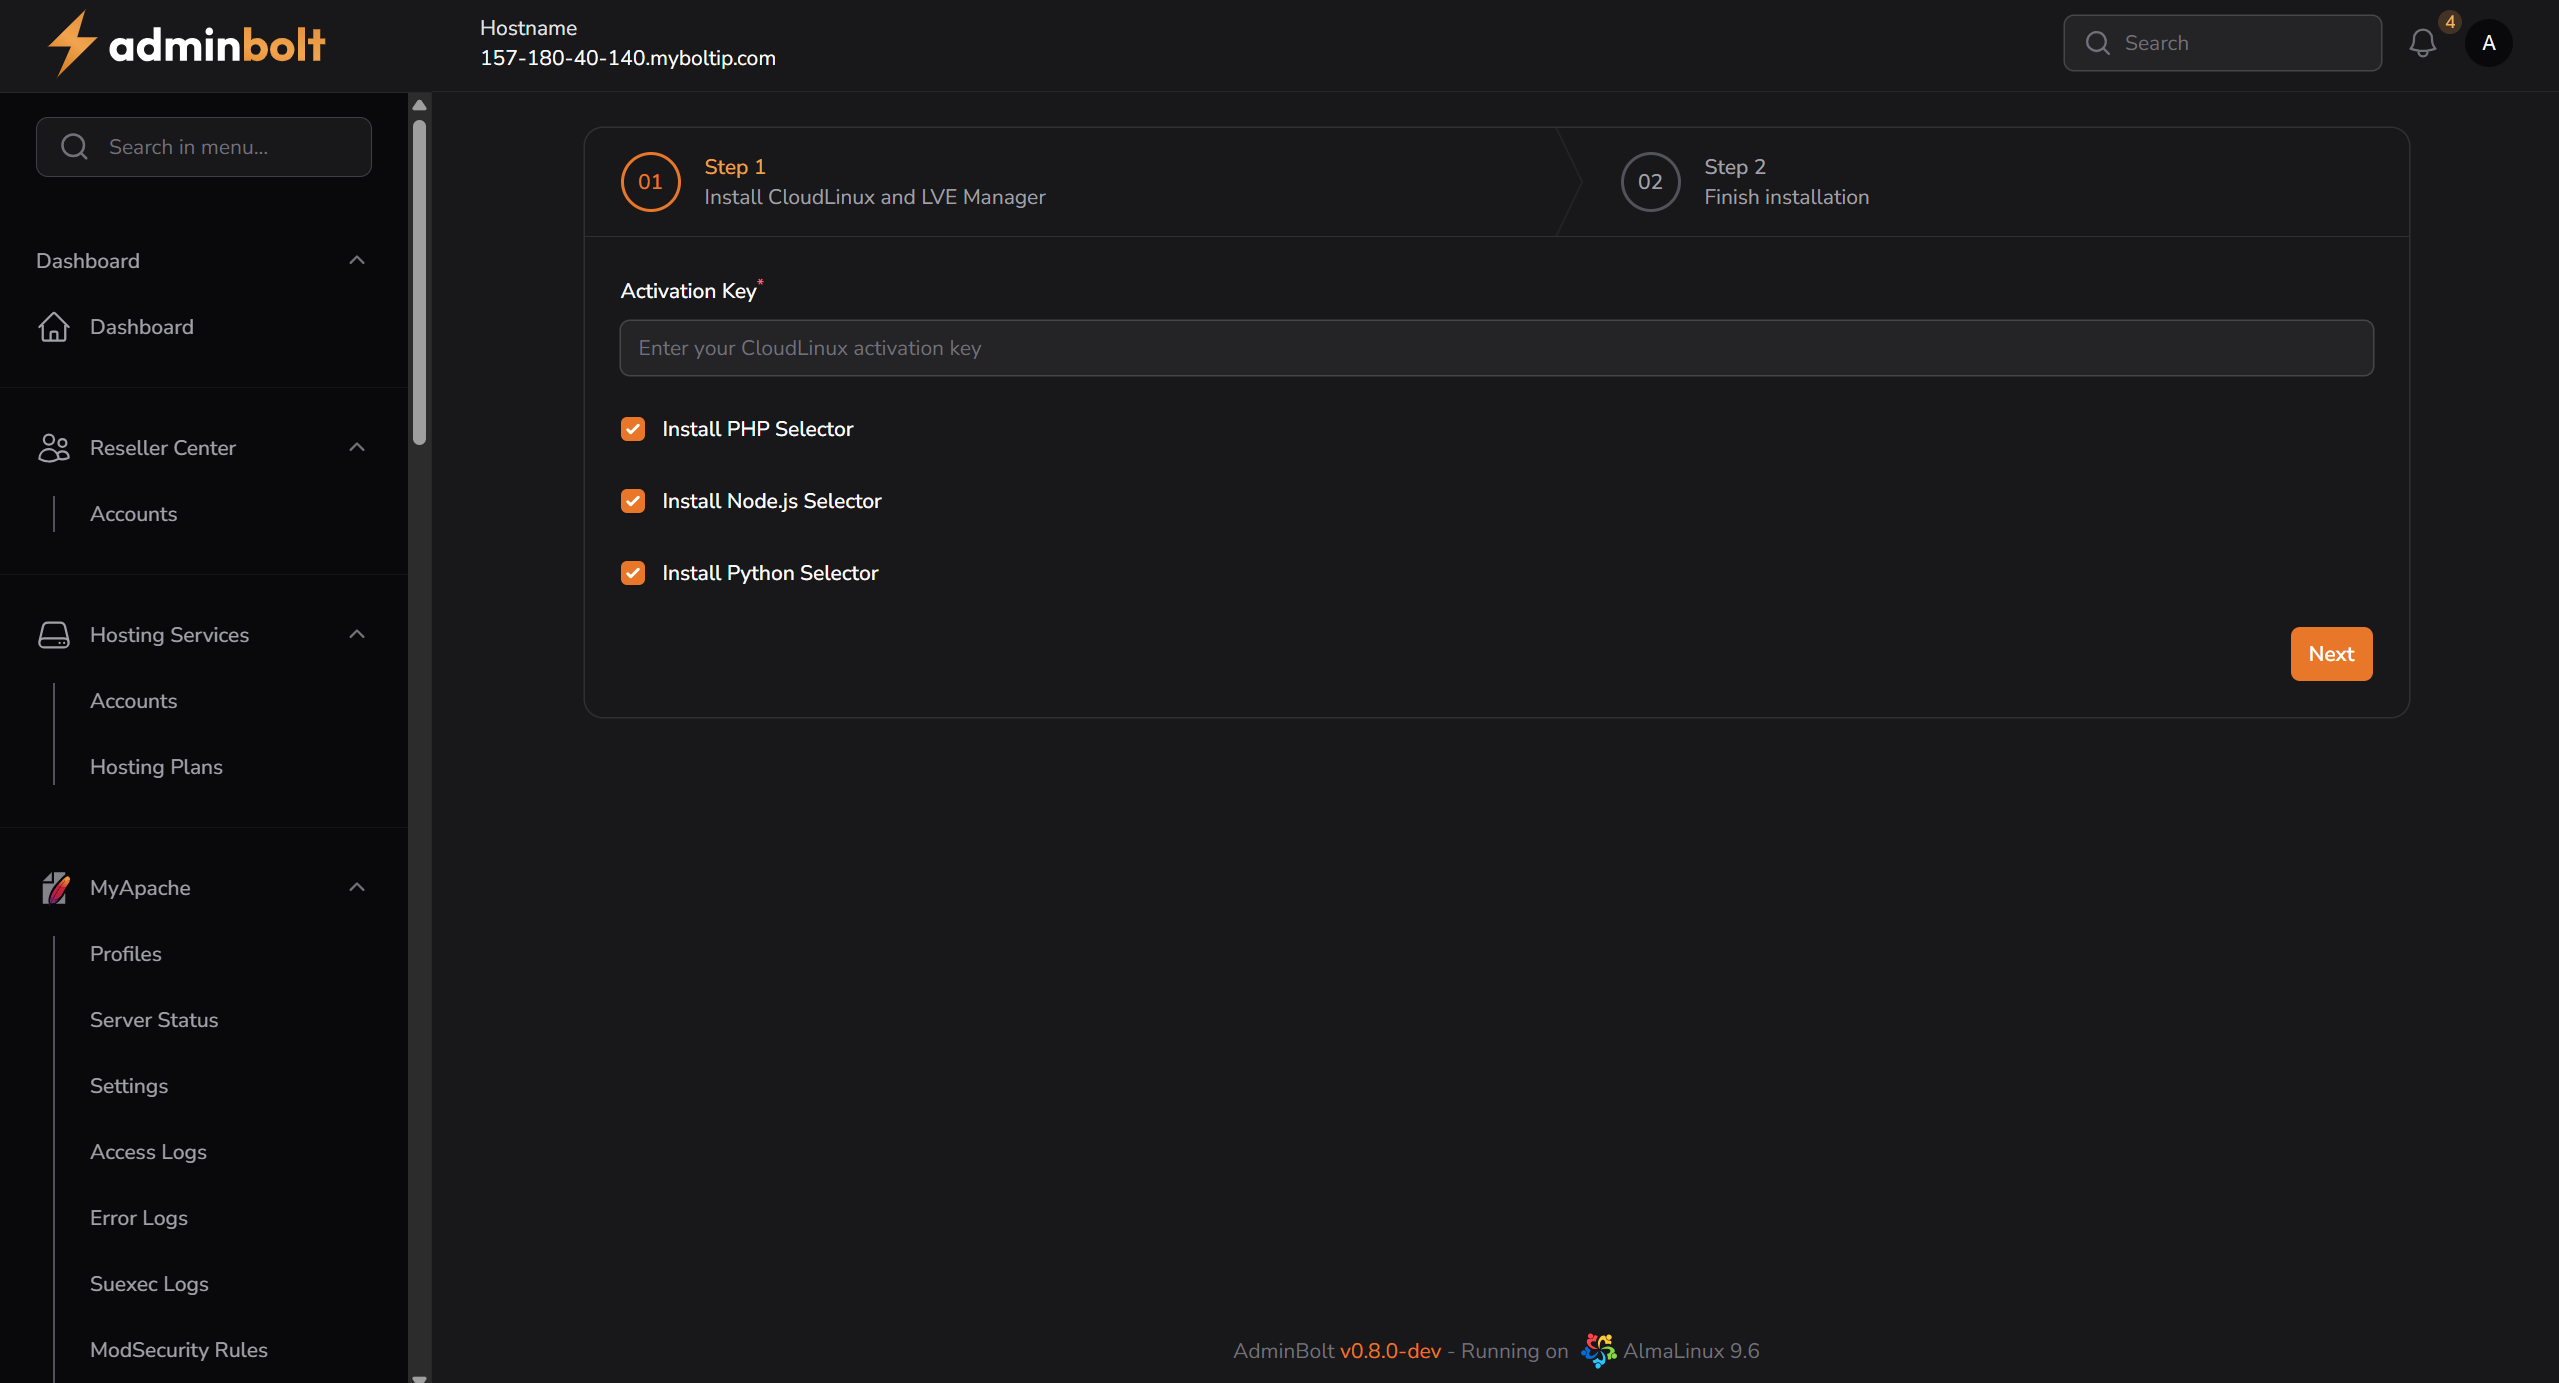 adminbolt
Hostname
157-180-40-140.myboltip.com
Search
4
A
Search in menu...
Dashboard
Dashboard
Reseller Center
Accounts
Hosting Services
Accounts
Hosting Plans
MyApache
Profiles
Server Status
Settings
Access Logs
Error Logs
Suexec Logs
ModSecurity Rules
01
Step 1
Install CloudLinux and LVE Manager
02
Step 2
Finish installation
Activation Key*
Enter your CloudLinux activation key
Install PHP Selector
Install Node.js Selector
Install Python Selector
Next
AdminBolt v0.8.0-dev - Running on AlmaLinux 9.6